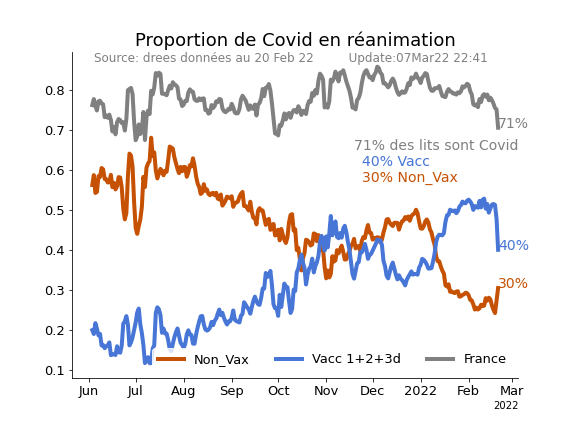 Proportion de Covid en réanimation
Source: drees données au 20 Feb 22 Update:07Mar22 22:41
0.8
0.7
0.6
0.5
0.4
0.3
0.2
0.1
71%
71% des lits sont Covid
40% Vacc
30% Non_Vax
40%
30%
Non_Vax Vacc 1+2+3d France
Jun Jul Aug Sep Oct Nov Dec 2022 Feb Mar
2022